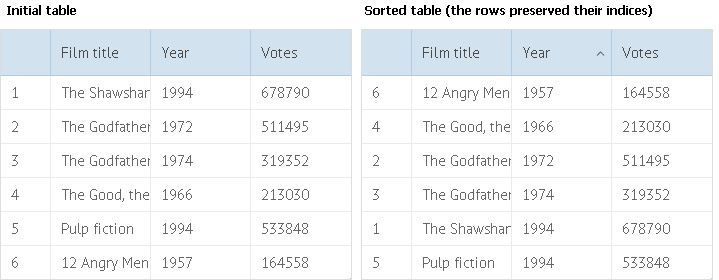 Initial table
Film title Year Votes
1 The Shawshan 1994 678790
2 The Godfather 1972 511495
3 The Godfather 1974 319352
4 The Good, the 1966 213030
5 Pulp fiction 1994 533848
6 12 Angry Men 1957 164558
Sorted table (the rows preserved their indices)
Film title Year Votes
6 12 Angry Men 1957 164558
4 The Good, the 1966 213030
2 The Godfather 1972 511495
3 The Godfather 1974 319352
1 The Shawshan 1994 678790
5 Pulp fiction 1994 533848